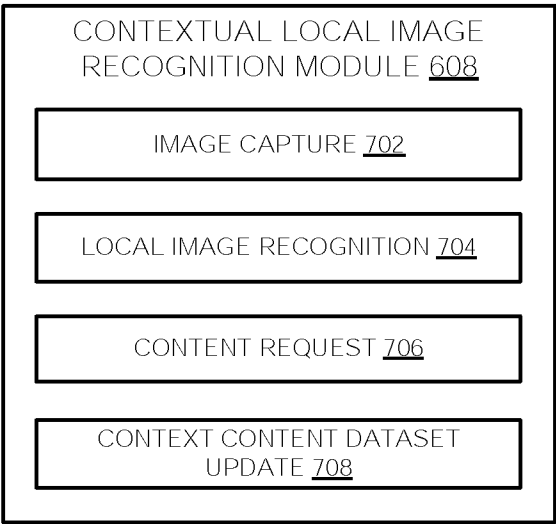 CONTEXTUAL LOCAL IMAGE
RECOGNITION MODULE 608
IMAGE CAPTURE 702
LOCAL IMAGE RECOGNITION 704
CONTENT REQUEST 706
CONTEXT CONTENT DATASET
UPDATE 708